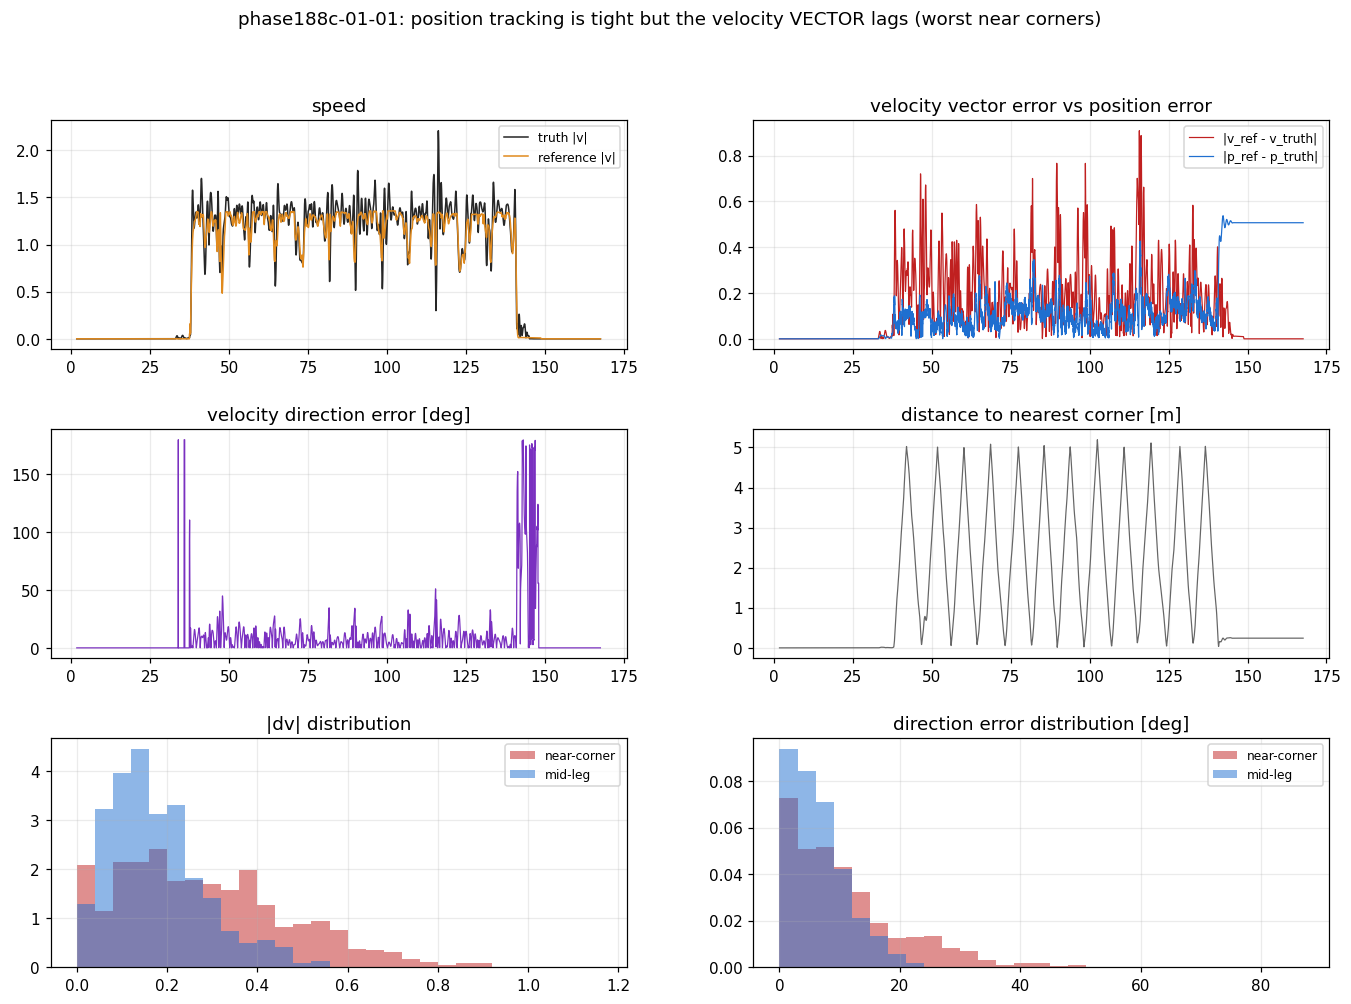 phase188c-01-01: position tracking is tight but the velocity VECTOR lags (worst near corners)
speed
truth |v|
reference |v|
2.0
1.5
1.0
0.5
0.0
0 25 50 75 100 125 150 175
velocity vector error vs position error
|v_ref - v_truth|
|p_ref - p_truth|
0.8
0.6
0.4
0.2
0.0
0 25 50 75 100 125 150 175
velocity direction error [deg]
150
100
50
0
0 25 50 75 100 125 150 175
distance to nearest corner [m]
5
4
3
2
1
0
0 25 50 75 100 125 150 175
|dv| distribution
near-corner
mid-leg
4
3
2
1
0
0.0 0.2 0.4 0.6 0.8 1.0 1.2
direction error distribution [deg]
near-corner
mid-leg
0.08
0.06
0.04
0.02
0.00
0 20 40 60 80